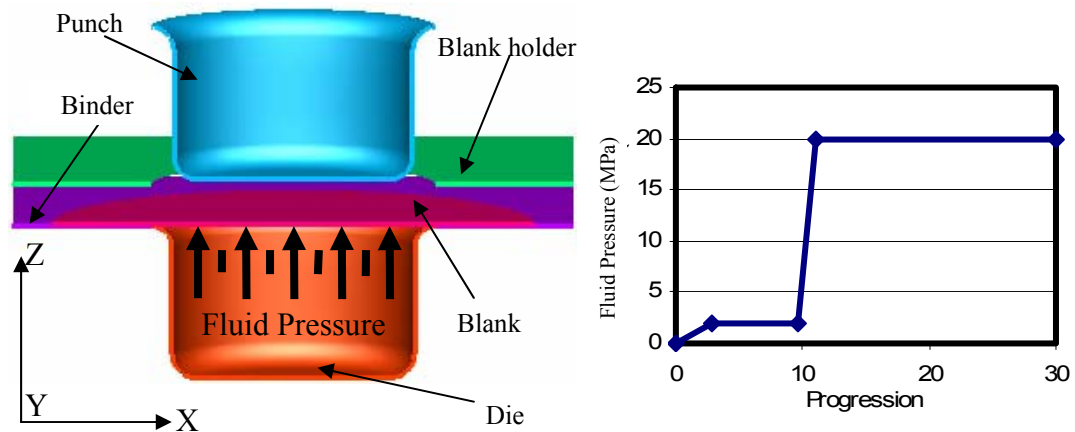 Punch
Blank holder
Binder
Z
Fluid Pressure
Blank
Y
X
Die
Fluid Pressure (MPa)
25
20
15
10
5
0
0 10 20 30
Progression